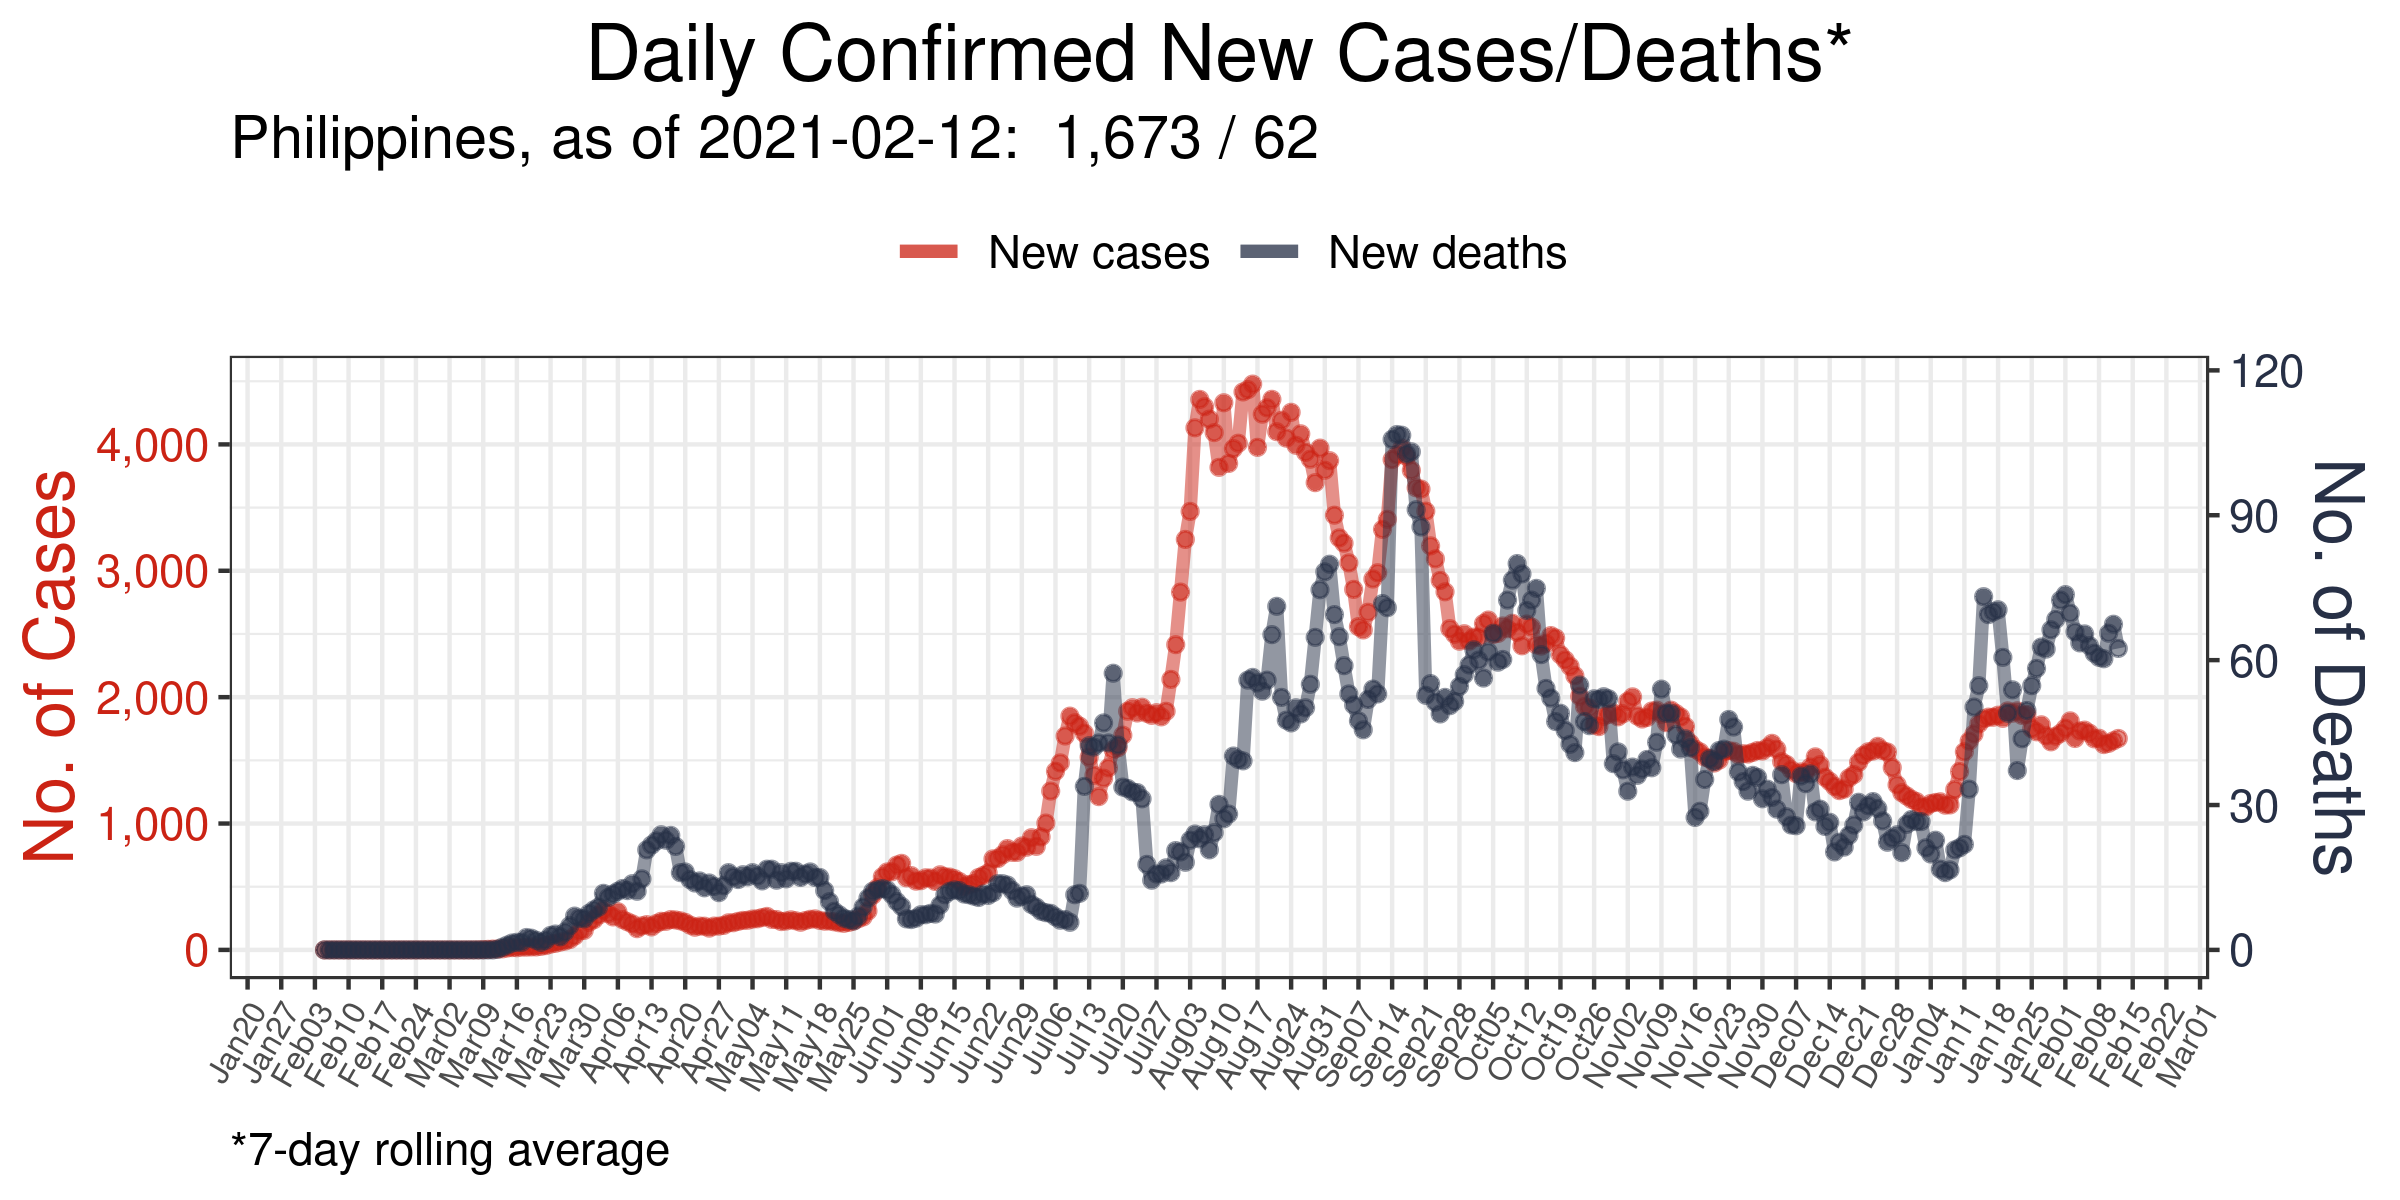 Daily Confirmed New Cases/Deaths*
Philippines, as of 2021-02-12:  1,673 / 62
New cases
New deaths
No. of Cases
4,000
3,000
2,000
1,000
0
120
90
60
30
0
No. of Deaths
Jan20
Jan27
Feb03
Feb10
Feb17
Feb24
Mar02
Mar09
Mar16
Mar23
Mar30
Apr06
Apr13
Apr20
Apr27
May04
May11
May18
May25
Jun01
Jun08
Jun15
Jun22
Jun29
Jul06
Jul13
Jul20
Jul27
Aug03
Aug10
Aug17
Aug24
Aug31
Sep07
Sep14
Sep21
Sep28
Oct05
Oct12
Oct19
Oct26
Nov02
Nov09
Nov16
Nov23
Nov30
Dec07
Dec14
Dec21
Dec28
Jan04
Jan11
Jan18
Jan25
Feb01
Feb08
Feb15
Feb22
Mar01
*7-day rolling average